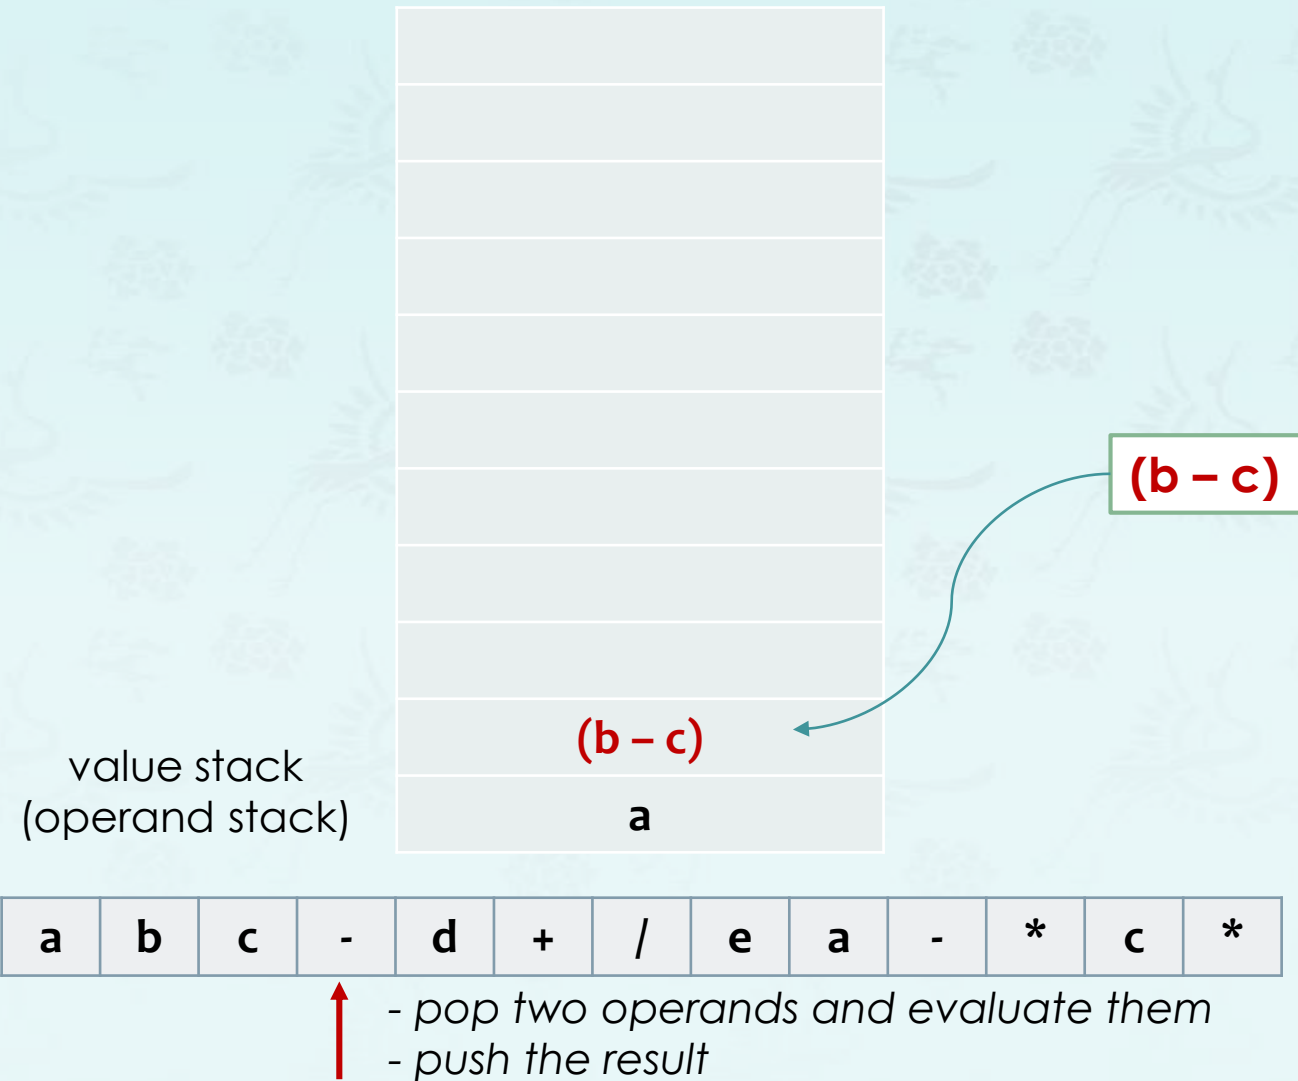 (b – c)
(b – c)
value stack
(operand stack)
a
a b c - d + / e a - * c *
- pop two operands and evaluate them
- push the result